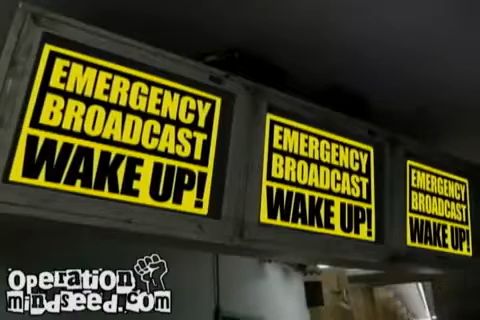 EMERGENCY
BROADCAST
WAKE UP!
EMERGENCY
BROADCAST
WAKE UP!
EMERGENCY
BROADCAST
WAKE UP!
OPERATION
mindseed.com